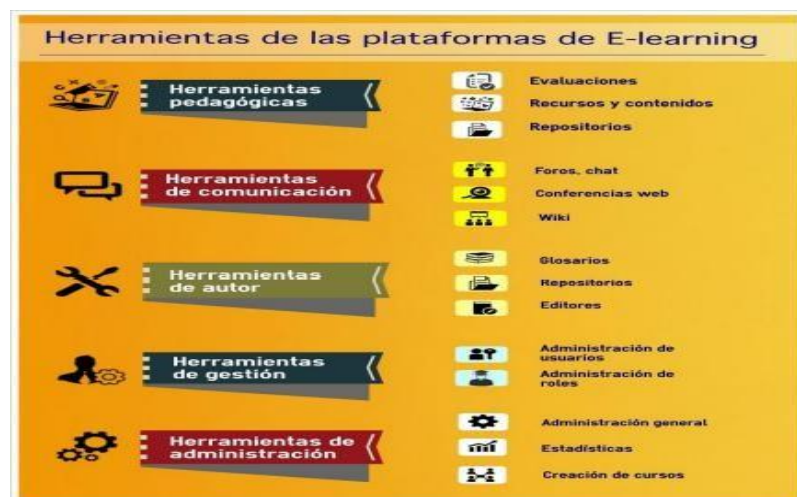 Herramientas de las plataformas de E-learning
Herramientas
pedagógicas
Evaluaciones
Recursos y contenidos
Repositorios
Herramientas
de comunicación
Foros, chat
Conferencias web
Wiki
Herramientas
de autor
Glosarios
Repositorios
Editores
Herramientas
de gestión
Administración de
usuarios
Administración de
roles
Herramientas de
administración
Administración general
Estadísticas
Creación de cursos